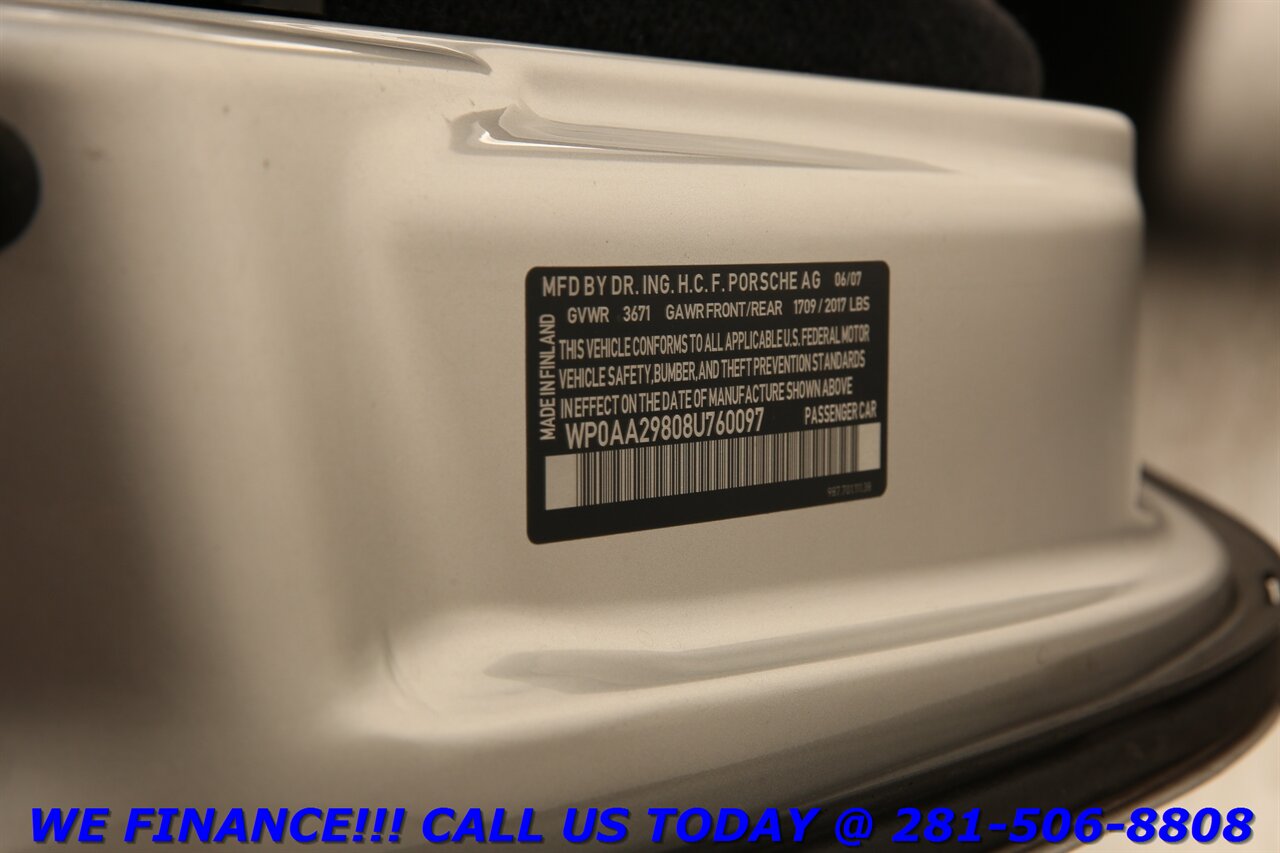 MFD BY DR. ING. H.C. F. PORSCHE AG 06/07
GVWR 3671 GAWR FRONT/REAR 1709 / 2017 LBS
MADE IN FINLAND
THIS VEHICLE CONFORMS TO ALL APPLICABLE U.S. FEDERAL MOTOR
VEHICLE SAFETY, BUMBER, AND THEFT PREVENTION STANDARDS
IN EFFECT ON THE DATE OF MANUFACTURE SHOWN ABOVE
WP0AA29808U760097 PASSENGER CAR
WE FINANCE!!! CALL US TODAY @ 281-506-8808